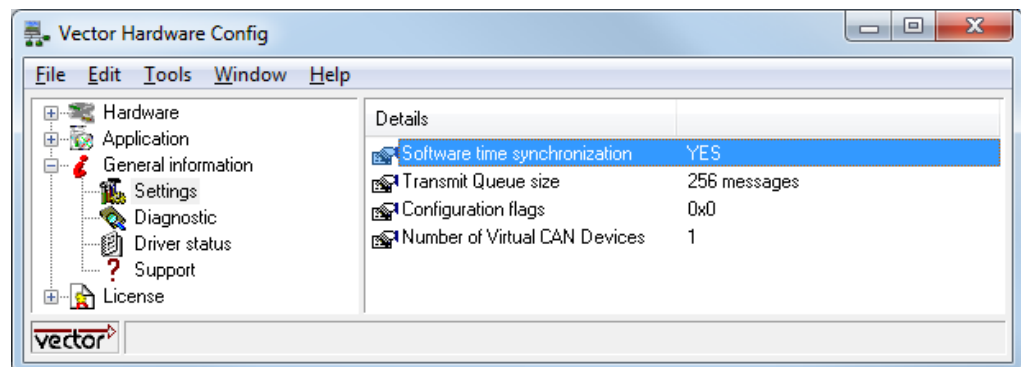 Vector Hardware Config
File Edit Tools Window Help
Hardware
Application
General information
Settings
Diagnostic
Driver status
Support
License
Details
Software time synchronization YES
Transmit Queue size 256 messages
Configuration flags 0x0
Number of Virtual CAN Devices 1
vector